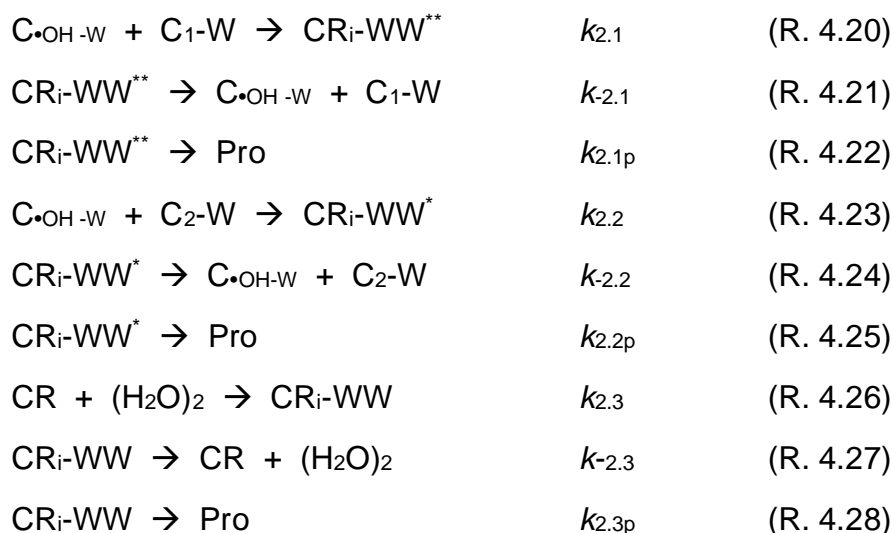 C•OH -W + C1-W → CRi-WW** k2.1 (R. 4.20)
CRi-WW** → C•OH -W + C1-W k-2.1 (R. 4.21)
CRi-WW** → Pro k2.1p (R. 4.22)
C•OH -W + C2-W → CRi-WW* k2.2 (R. 4.23)
CRi-WW* → C•OH-W + C2-W k-2.2 (R. 4.24)
CRi-WW* → Pro k2.2p (R. 4.25)
CR + (H2O)2 → CRi-WW k2.3 (R. 4.26)
CRi-WW → CR + (H2O)2 k-2.3 (R. 4.27)
CRi-WW → Pro k2.3p (R. 4.28)